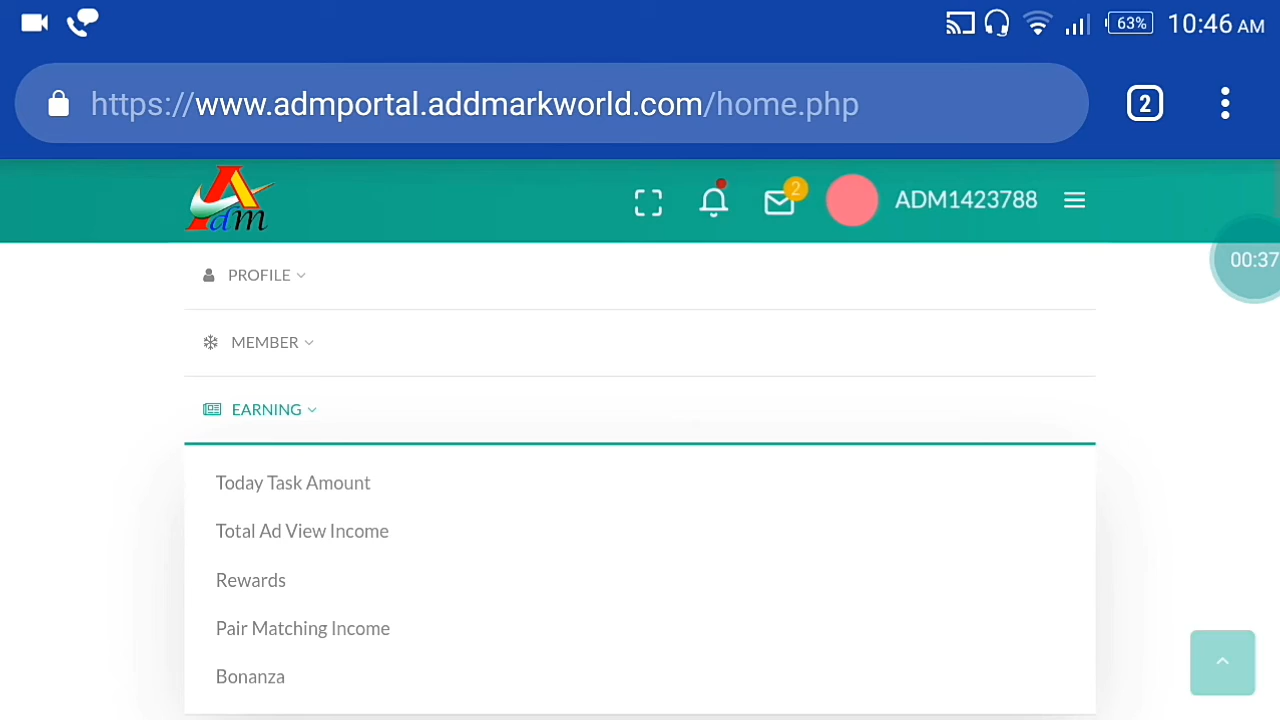 63% 10:46 AM
https://www.admportal.addmarkworld.com/home.php 2
Adm 2 ADM1423788
PROFILE
00:37
MEMBER
EARNING
Today Task Amount
Total Ad View Income
Rewards
Pair Matching Income
Bonanza